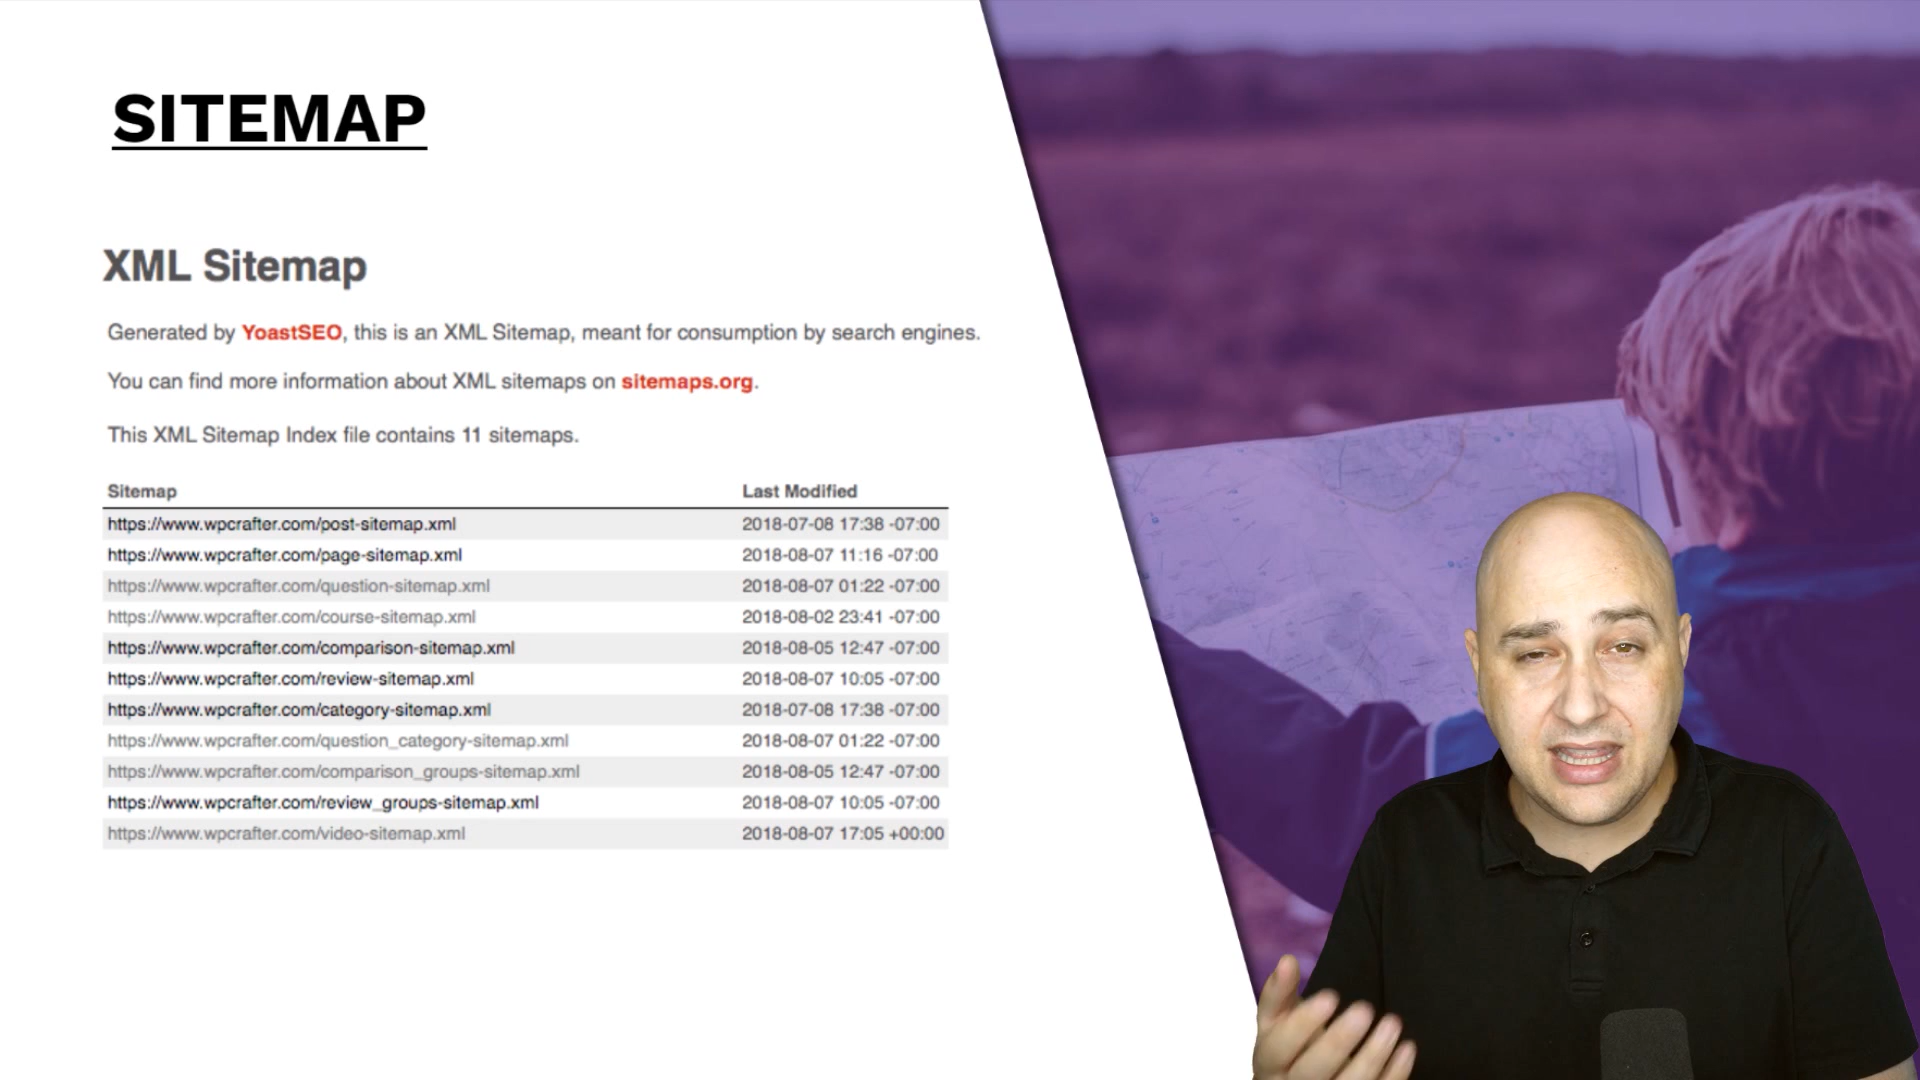 SITEMAP
XML Sitemap
Generated by YoastSEO, this is an XML Sitemap, meant for consumption by search engines.
You can find more information about XML sitemaps on sitemaps.org.
This XML Sitemap Index file contains 11 sitemaps.
Sitemap Last Modified
https://www.wpcrafter.com/post-sitemap.xml 2018-07-08 17:38 -07:00
https://www.wpcrafter.com/page-sitemap.xml 2018-08-07 11:16 -07:00
https://www.wpcrafter.com/question-sitemap.xml 2018-08-07 01:22 -07:00
https://www.wpcrafter.com/course-sitemap.xml 2018-08-02 23:41 -07:00
https://www.wpcrafter.com/comparison-sitemap.xml 2018-08-05 12:47 -07:00
https://www.wpcrafter.com/review-sitemap.xml 2018-08-07 10:05 -07:00
https://www.wpcrafter.com/category-sitemap.xml 2018-07-08 17:38 -07:00
https://www.wpcrafter.com/question_category-sitemap.xml 2018-08-07 01:22 -07:00
https://www.wpcrafter.com/comparison_groups-sitemap.xml 2018-08-05 12:47 -07:00
https://www.wpcrafter.com/review_groups-sitemap.xml 2018-08-07 10:05 -07:00
https://www.wpcrafter.com/video-sitemap.xml 2018-08-07 17:05 +00:00